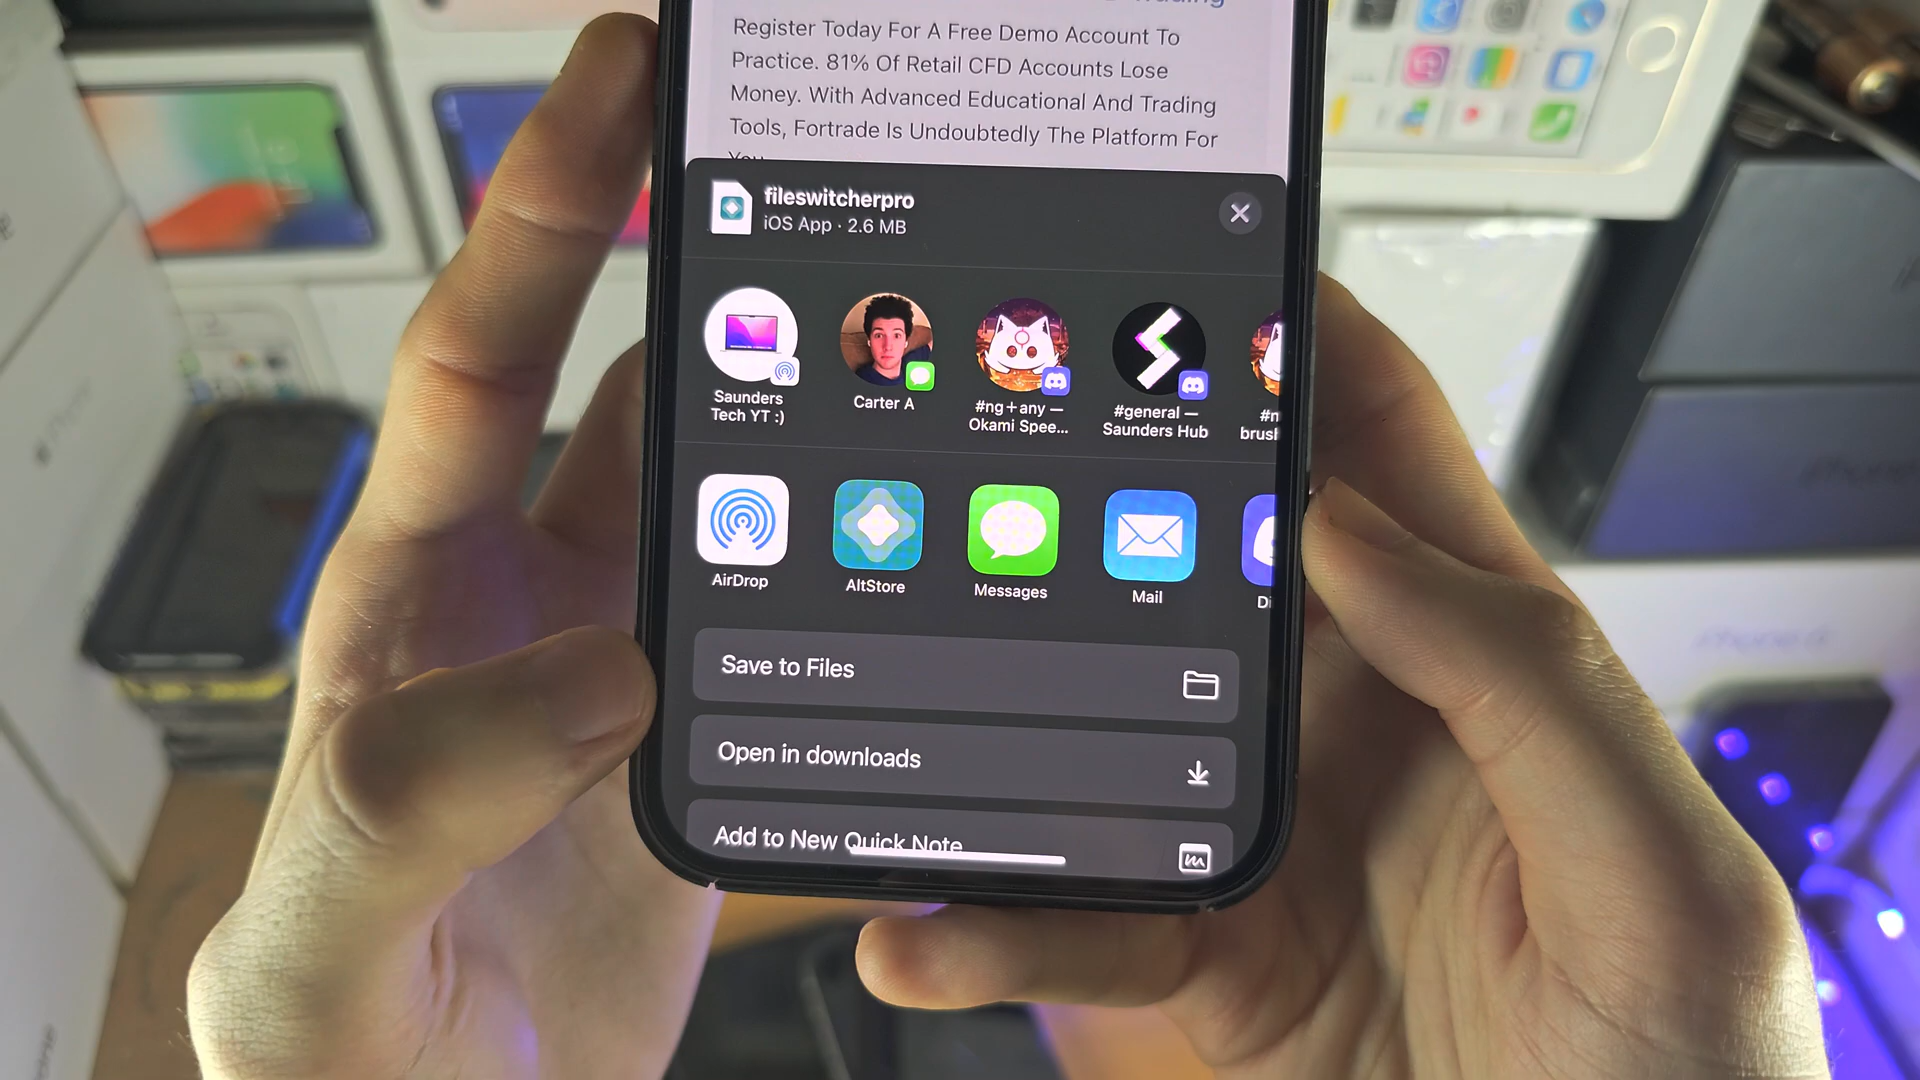 Trading
Register Today For A Free Demo Account To
Practice. 81% Of Retail CFD Accounts Lose
Money. With Advanced Educational And Trading
Tools, Fortrade Is Undoubtedly The Platform For
You
fileswitcherpro
iOS App · 2.6 MB
Saunders
Tech YT :)
Carter A
#ng+any —
Okami Spee...
#general —
Saunders Hub
#n
brush
AirDrop
AltStore
Messages
Mail
Di
Save to Files
Open in downloads
Add to New Quick Note